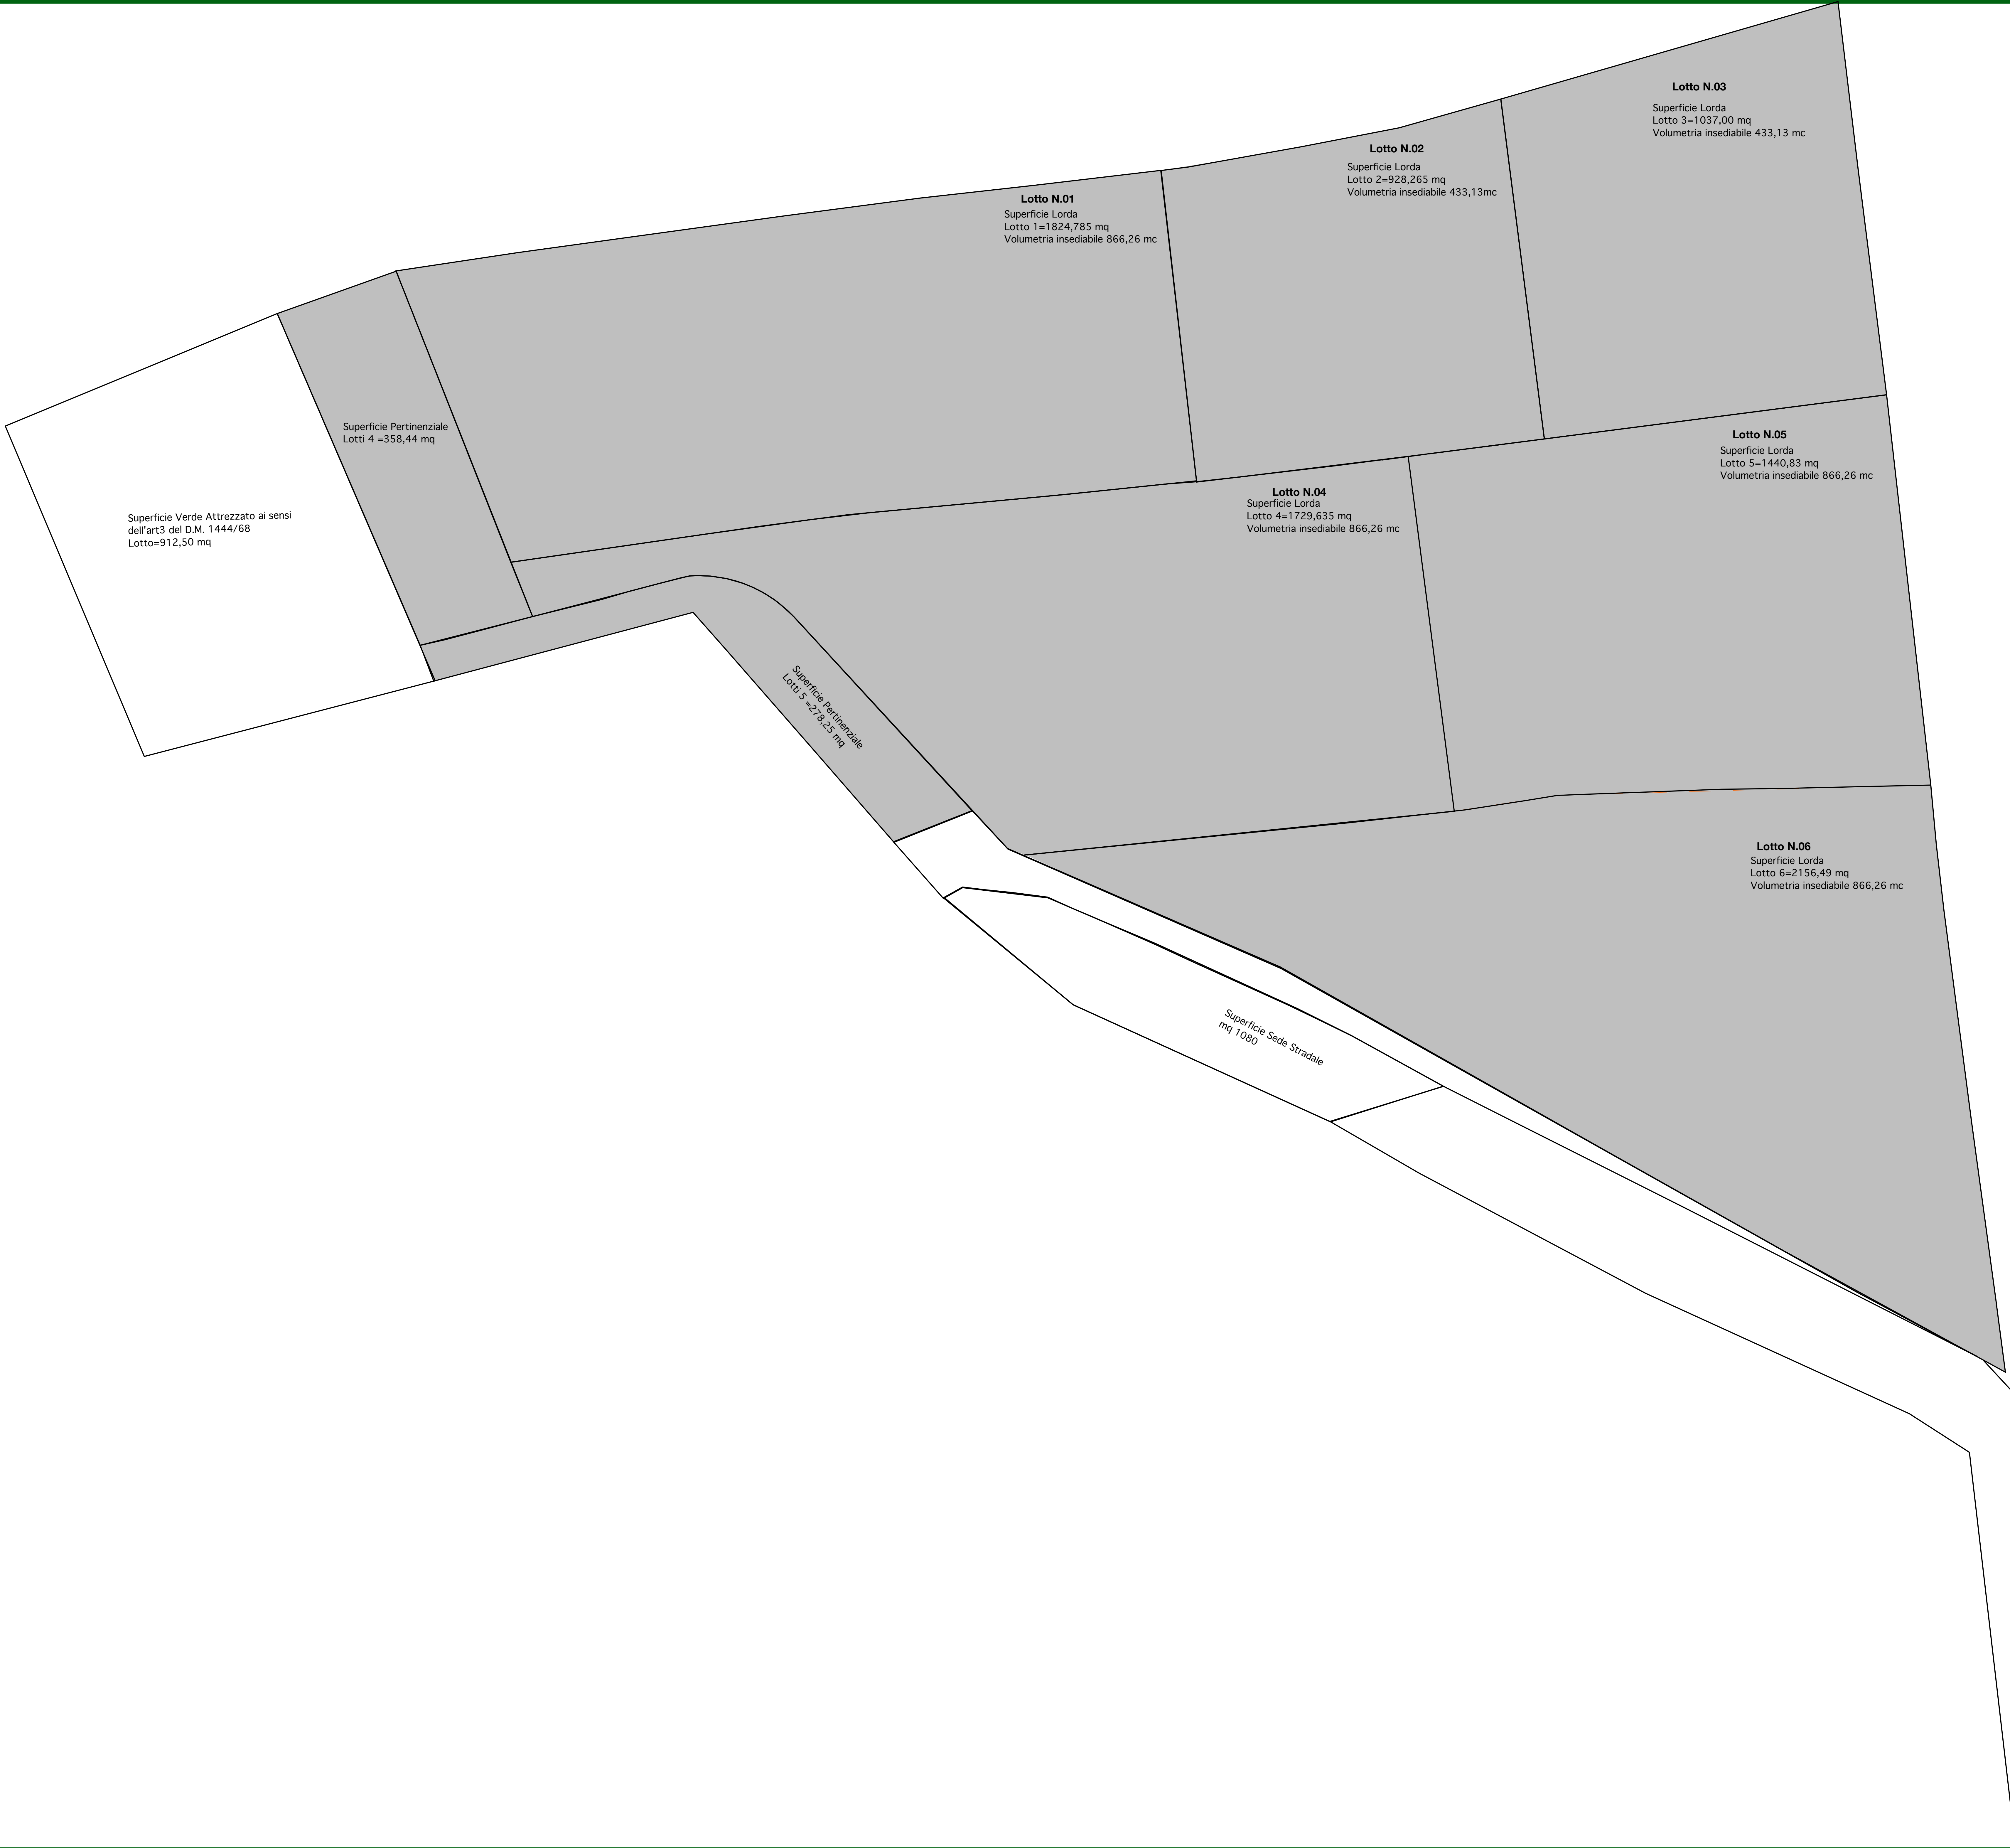 Lotto N.03
Superficie Lorda
Lotto 3=1037,00 mq
Volumetria insediabile 433,13 mc
Lotto N.02
Superficie Lorda
Lotto 2=928,265 mq
Volumetria insediabile 433,13mc
Lotto N.01
Superficie Lorda
Lotto 1=1824,785 mq
Volumetria insediabile 866,26 mc
Superficie Pertinenziale
Lotti 4 =358,44 mq
Lotto N.05
Superficie Lorda
Lotto 5=1440,83 mq
Volumetria insediabile 866,26 mc
Lotto N.04
Superficie Lorda
Lotto 4=1729,635 mq
Volumetria insediabile 866,26 mc
Superficie Verde Attrezzato ai sensi
dell'art3 del D.M. 1444/68
Lotto=912,50 mq
Superficie Pertinenziale
Lotti 5 =278,25 mq
Lotto N.06
Superficie Lorda
Lotto 6=2156,49 mq
Volumetria insediabile 866,26 mc
Superficie Sede Stradale
mq 1080